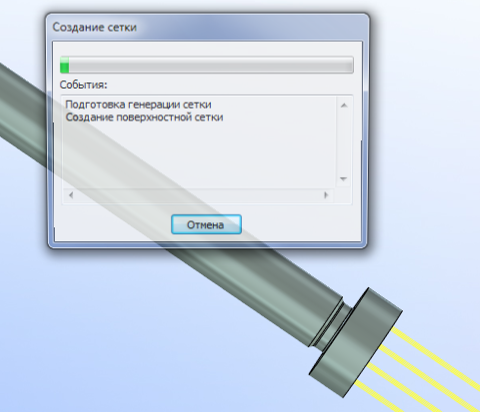 Создание сетки
События:
Подготовка генерации сетки
Создание поверхностной сетки
Отмена